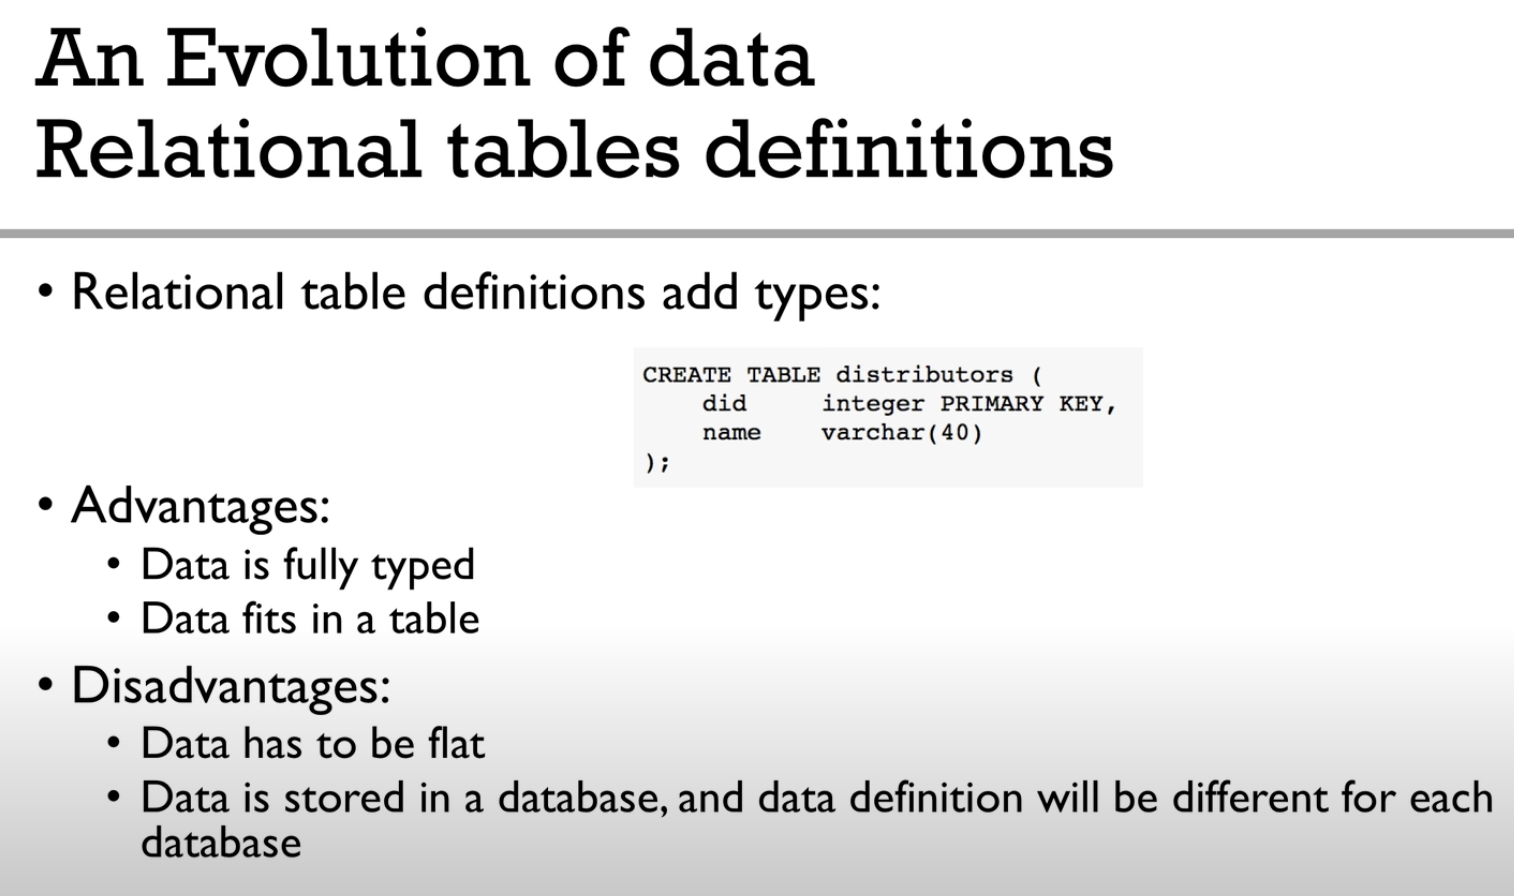 An Evolution of data
Relational tables definitions
• Relational table definitions add types:
CREATE TABLE distributors (
    did     integer PRIMARY KEY,
    name    varchar(40)
);
• Advantages:
• Data is fully typed
• Data fits in a table
• Disadvantages:
• Data has to be flat
• Data is stored in a database, and data definition will be different for each
database